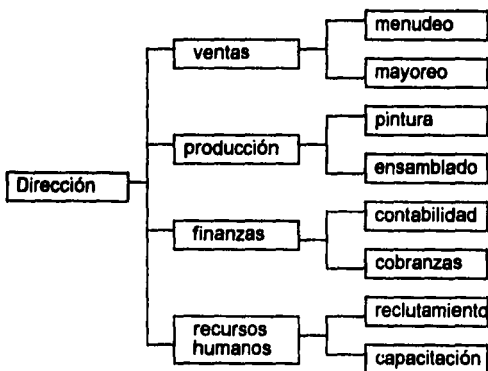 Dirección
ventas
menudeo
mayoreo
producción
pintura
ensamblado
finanzas
contabilidad
cobranzas
recursos
humanos
reclutamiento
capacitación